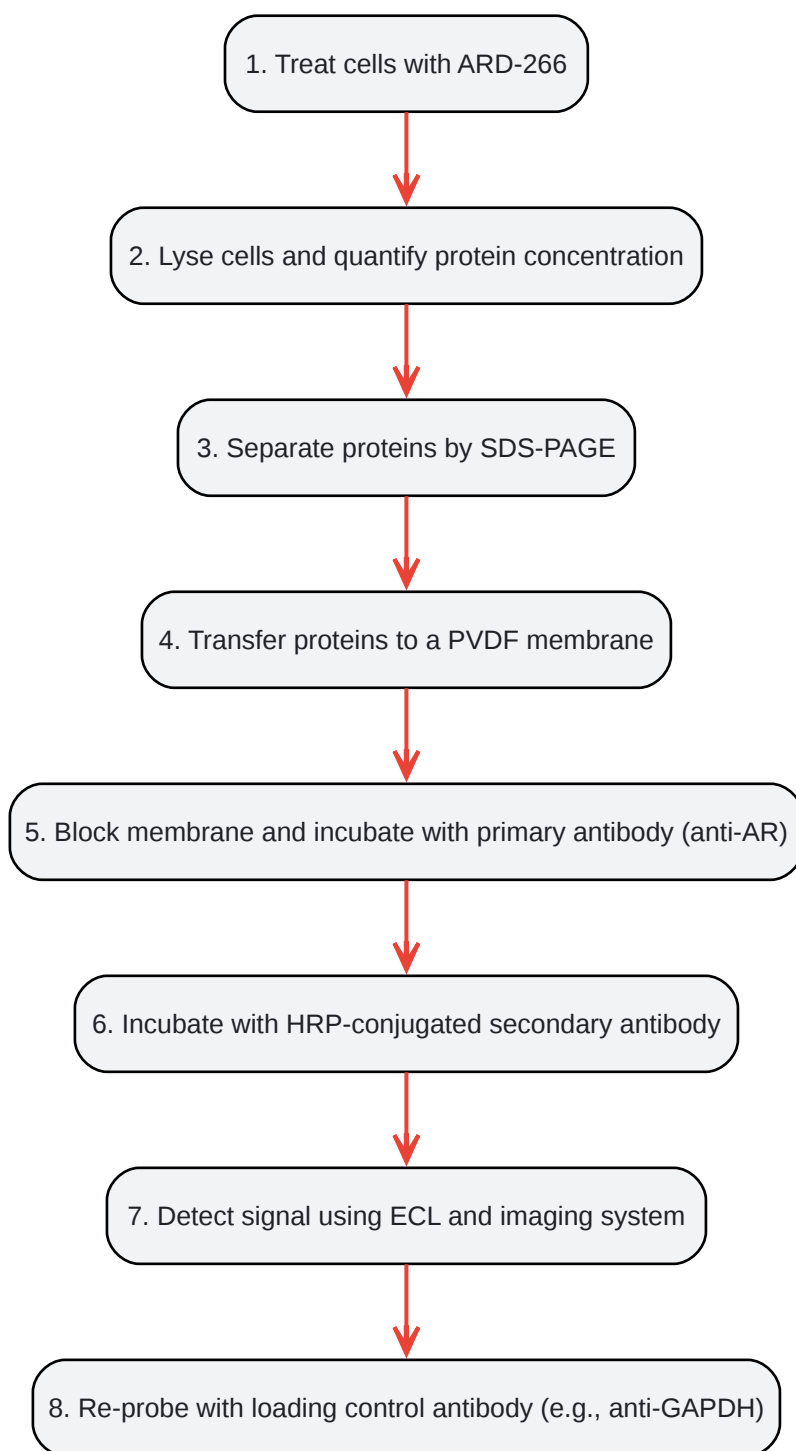 1. Treat cells with ARD-266
2. Lyse cells and quantify protein concentration
3. Separate proteins by SDS-PAGE
4. Transfer proteins to a PVDF membrane
5. Block membrane and incubate with primary antibody (anti-AR)
6. Incubate with HRP-conjugated secondary antibody
7. Detect signal using ECL and imaging system
8. Re-probe with loading control antibody (e.g., anti-GAPDH)